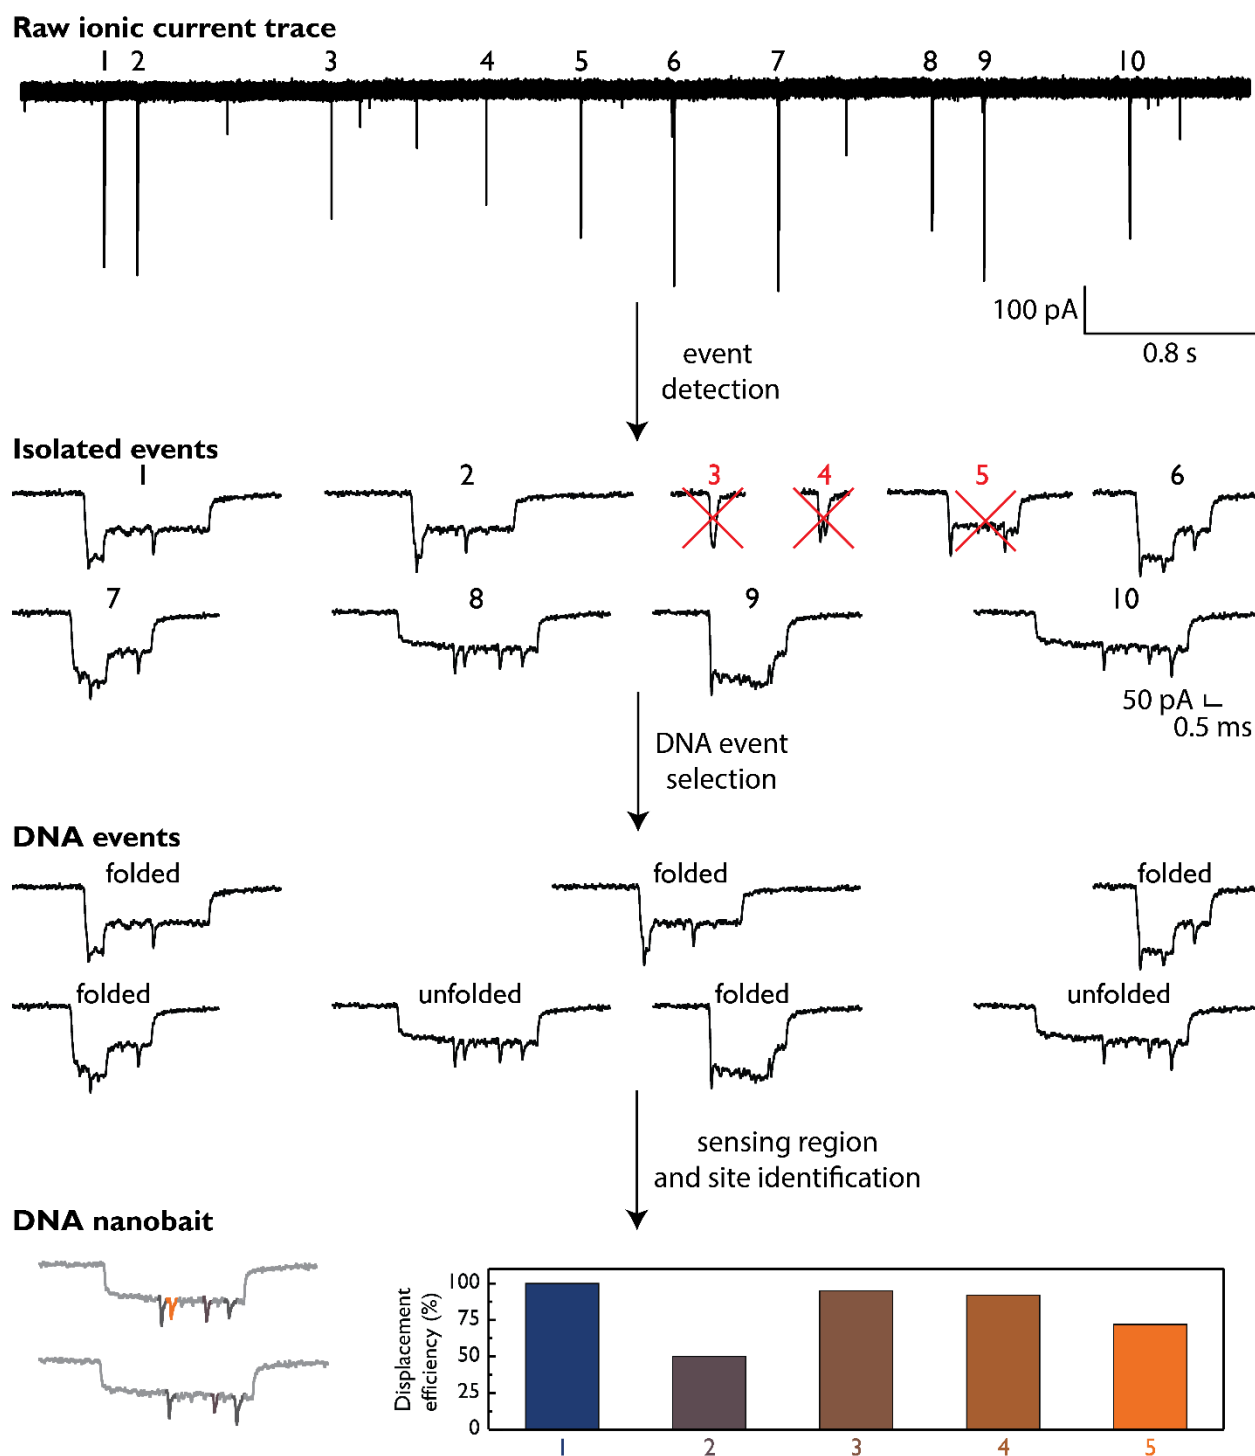 Raw ionic current trace
1 2 3 4 5 6 7 8 9 10
100 pA
0.8 s
event
detection
Isolated events
1 2 3 4 5 6
7 8 9 10
50 pA
0.5 ms
DNA event
selection
DNA events
folded folded folded
folded unfolded folded unfolded
sensing region
and site identification
DNA nanobait
Displacement
efficiency (%)
100
75
50
25
0
1 2 3 4 5